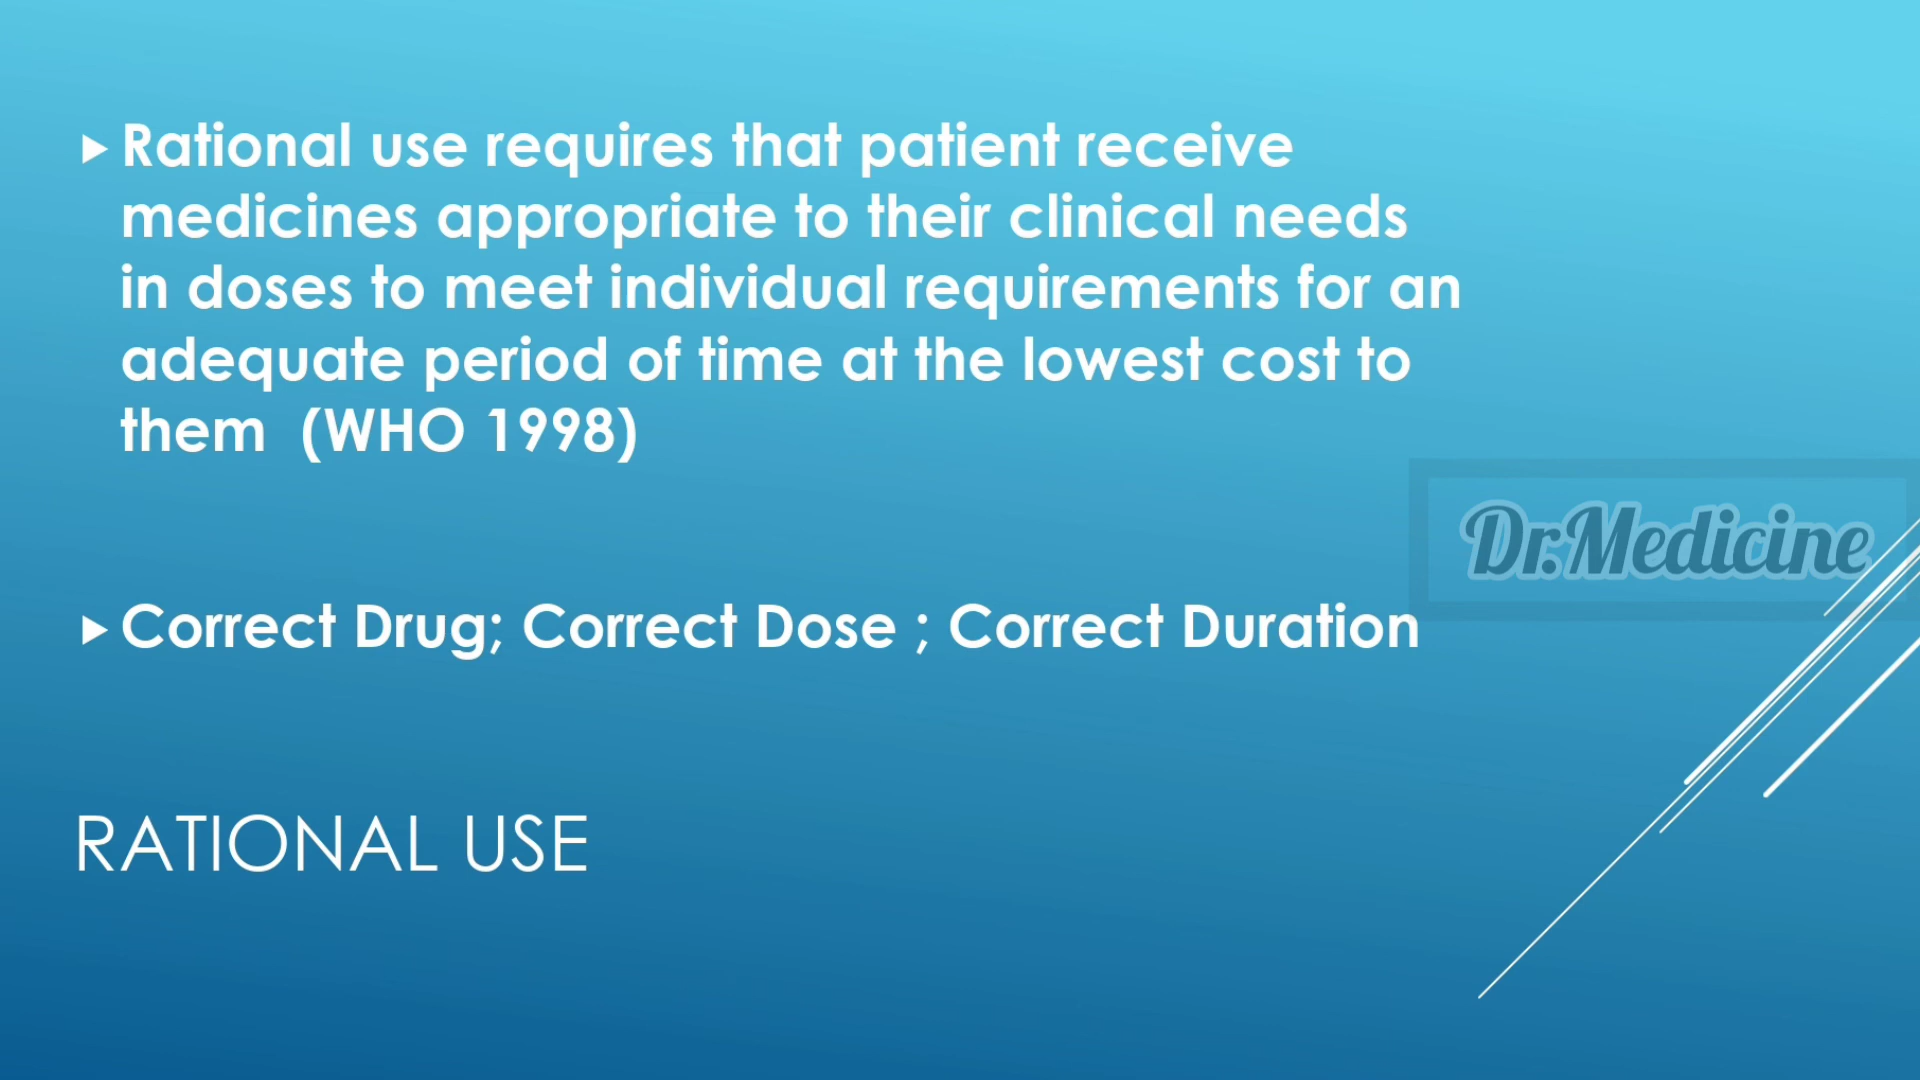 Rational use requires that patient receive
medicines appropriate to their clinical needs
in doses to meet individual requirements for an
adequate period of time at the lowest cost to
them (WHO 1998)
Dr.Medicine
Correct Drug; Correct Dose ; Correct Duration
RATIONAL USE